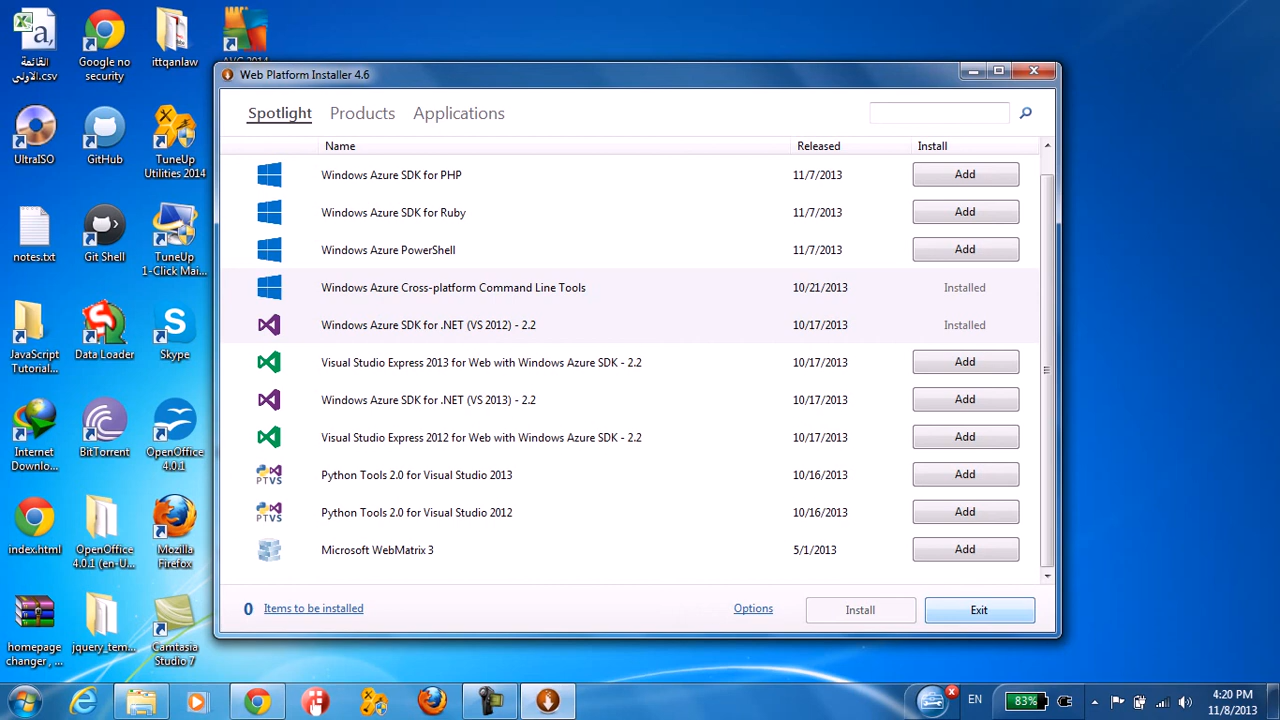 القائمة
الاولى.csv
Google no
security
ittqanlaw
UltraISO
GitHub
TuneUp
Utilities 2014
notes.txt
Git Shell
TuneUp
1-Click Mai...
JavaScript
Tutorial...
Data Loader
Skype
Internet
Downlo...
BitTorrent
OpenOffice
4.0.1
index.html
OpenOffice
4.0.1 (en-U...
Mozilla
Firefox
homepage
changer , ...
jquery_tem...
Camtasia
Studio 7
Web Platform Installer 4.6
Spotlight Products Applications
Name Released Install
Windows Azure SDK for PHP 11/7/2013 Add
Windows Azure SDK for Ruby 11/7/2013 Add
Windows Azure PowerShell 11/7/2013 Add
Windows Azure Cross-platform Command Line Tools 10/21/2013 Installed
Windows Azure SDK for .NET (VS 2012) - 2.2 10/17/2013 Installed
Visual Studio Express 2013 for Web with Windows Azure SDK - 2.2 10/17/2013 Add
Windows Azure SDK for .NET (VS 2013) - 2.2 10/17/2013 Add
Visual Studio Express 2012 for Web with Windows Azure SDK - 2.2 10/17/2013 Add
PTVS Python Tools 2.0 for Visual Studio 2013 10/16/2013 Add
PTVS Python Tools 2.0 for Visual Studio 2012 10/16/2013 Add
Microsoft WebMatrix 3 5/1/2013 Add
0 Items to be installed Options Install Exit
EN 83% 4:20 PM
11/8/2013